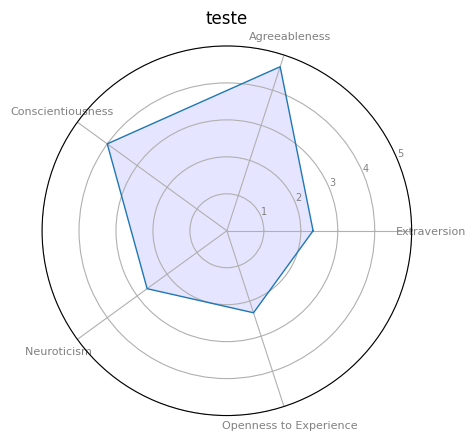 teste
Agreeableness
Conscientiousness
5
4
3
2
1
Extraversion
Neuroticism
Openness to Experience